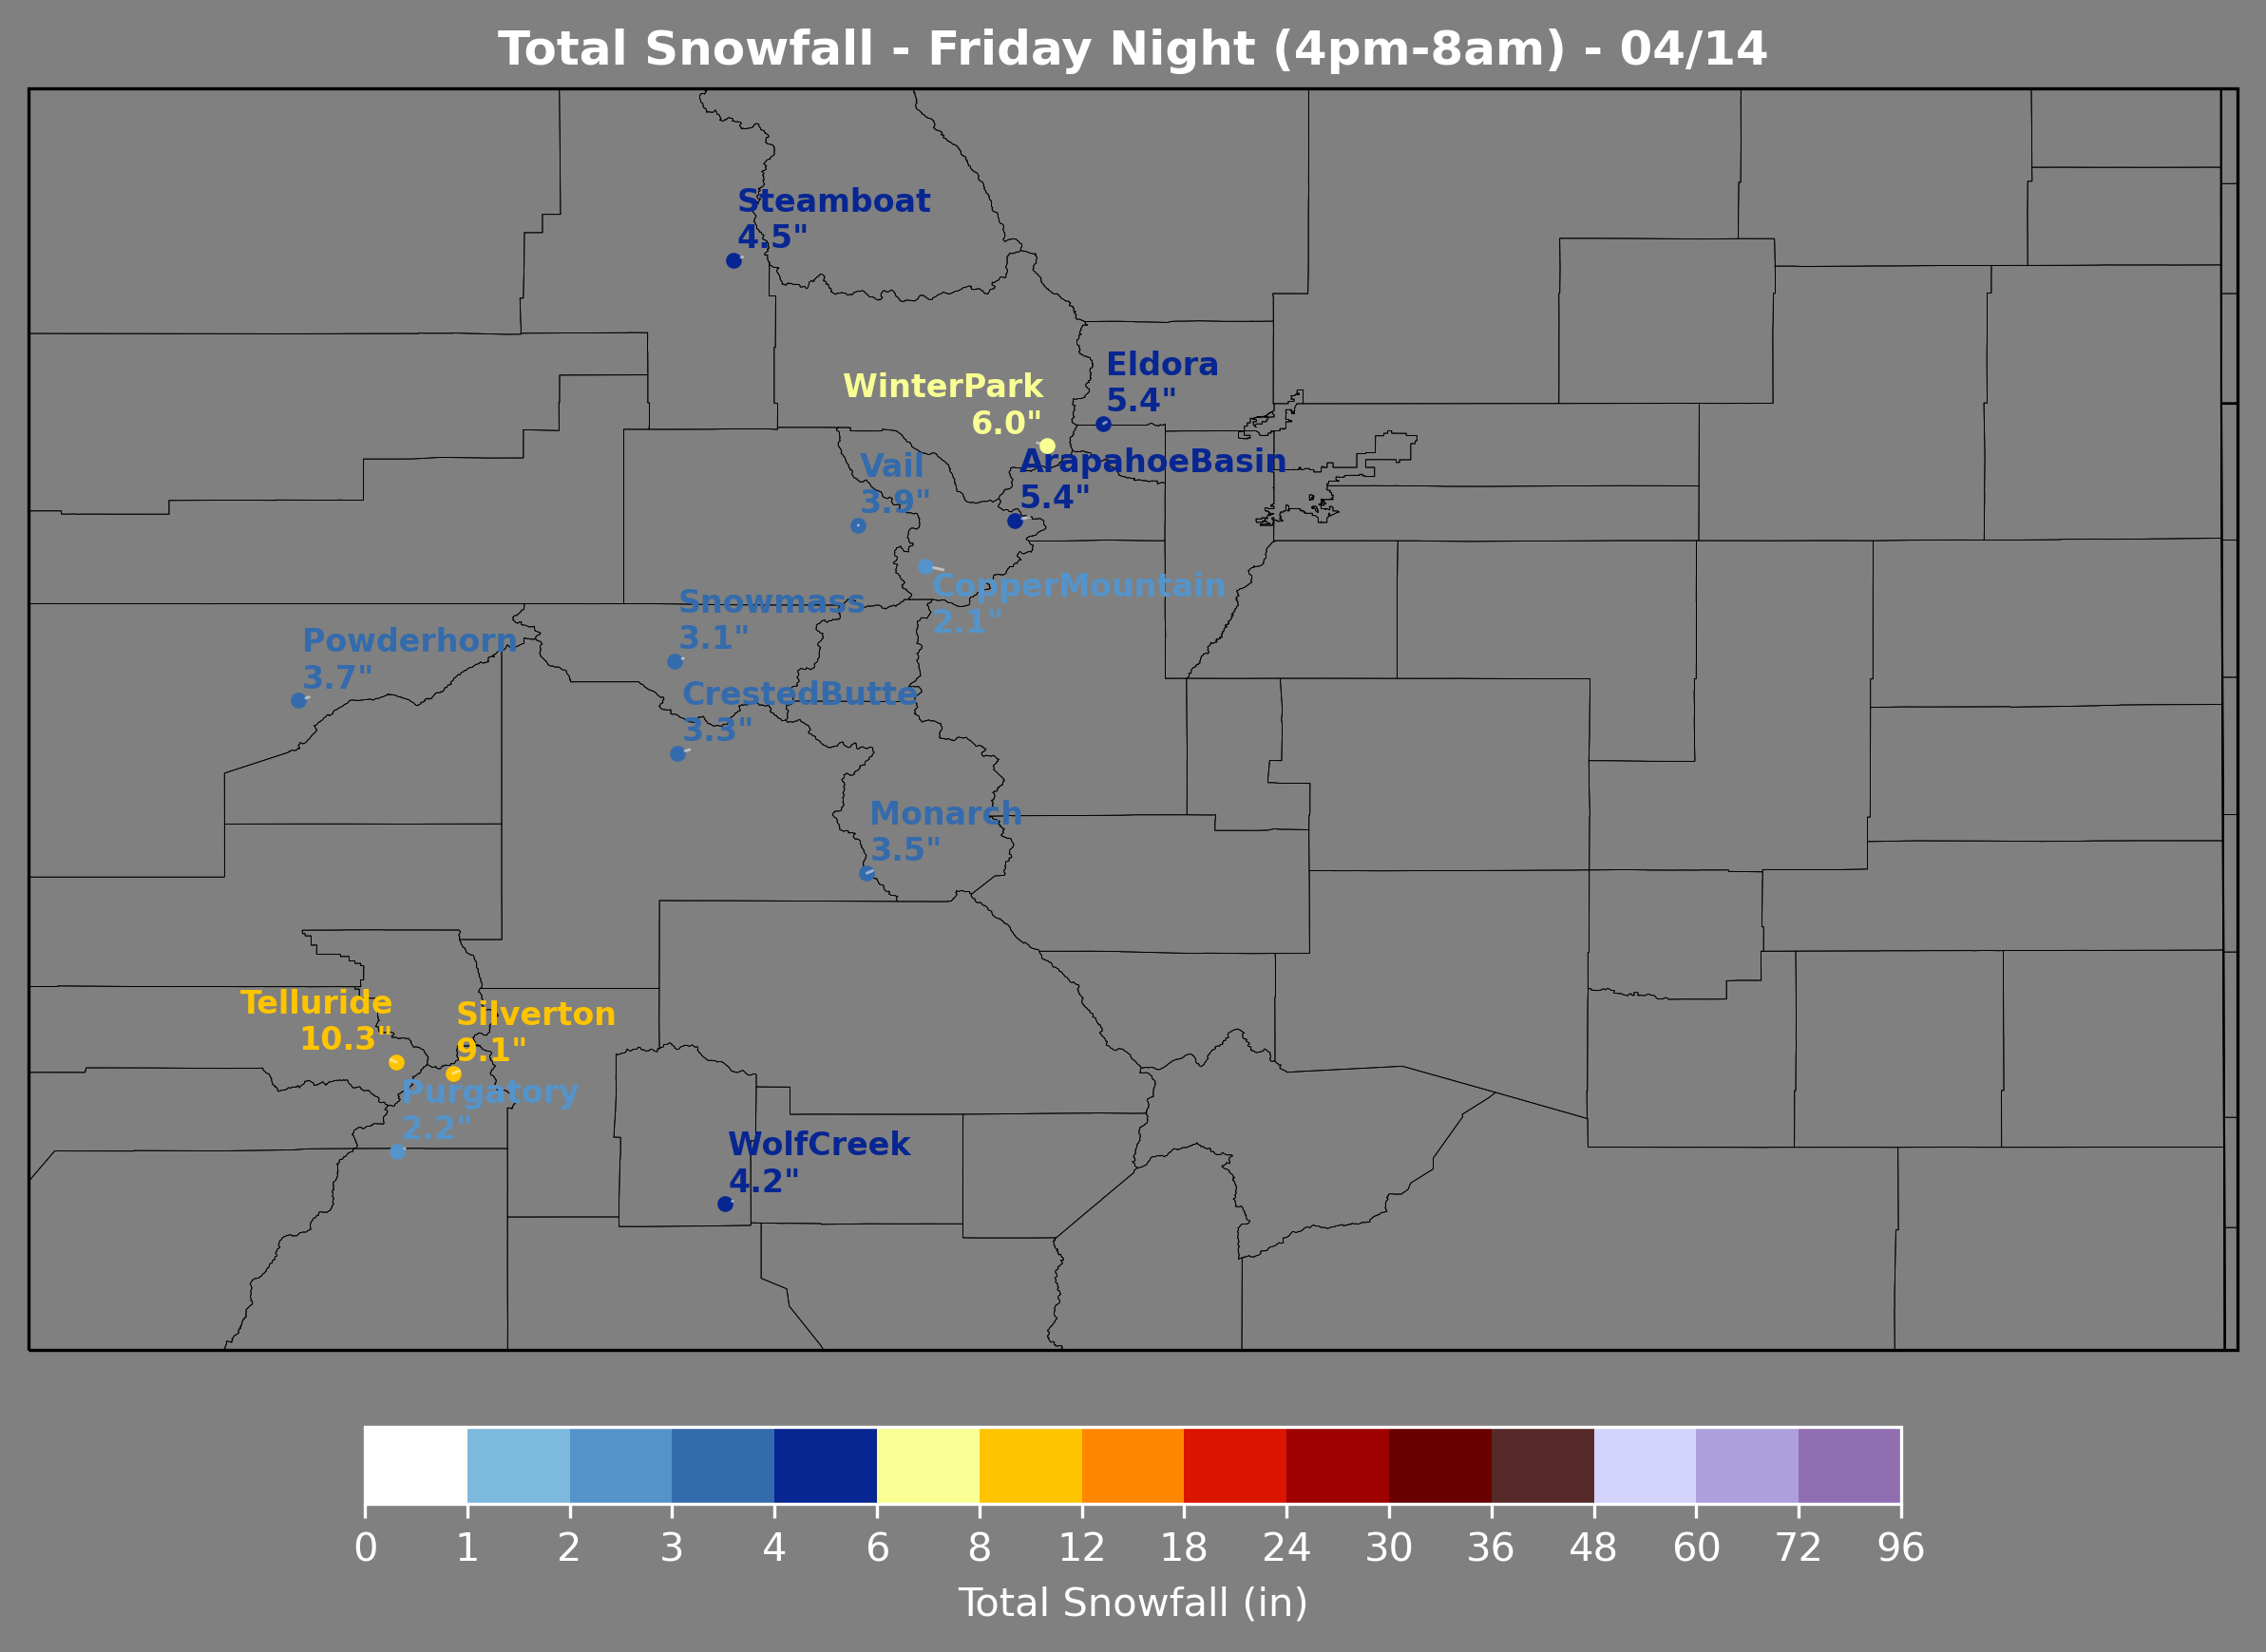 Total Snowfall - Friday Night (4pm-8am) - 04/14
Steamboat
4.5"
Eldora
5.4"
WinterPark
6.0"
Vail
3.9"
ArapahoeBasin
5.4"
CopperMountain
2.1"
Snowmass
3.1"
Powderhorn
3.7"
CrestedButte
3.3"
Monarch
3.5"
Telluride
10.3"
Silverton
9.1"
Purgatory
2.2"
WolfCreek
4.2"
0 1 2 3 4 6 8 12 18 24 30 36 48 60 72 96
Total Snowfall (in)